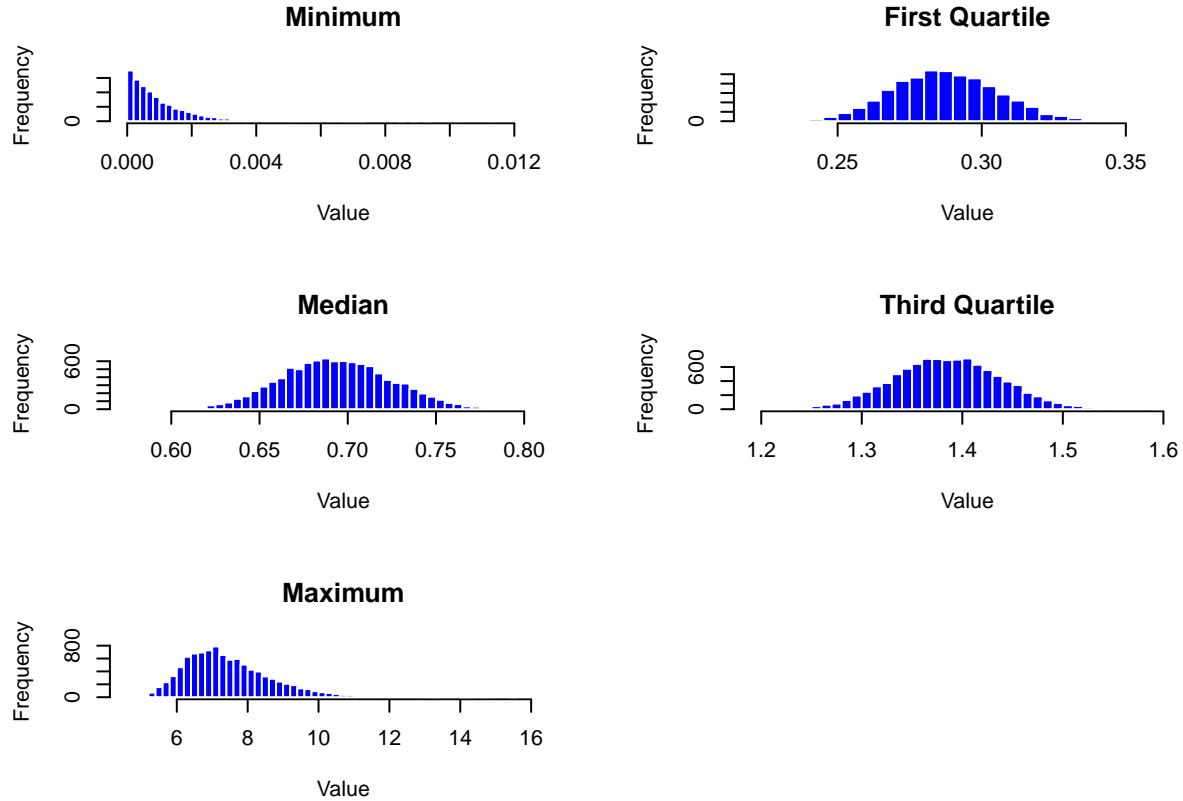 Minimum
Frequency
0
0.000 0.004 0.008 0.012
Value
First Quartile
Frequency
0
0.25 0.30 0.35
Value
Median
Frequency
600
0
0.60 0.65 0.70 0.75 0.80
Value
Third Quartile
Frequency
600
0
1.2 1.3 1.4 1.5 1.6
Value
Maximum
Frequency
800
0
6 8 10 12 14 16
Value